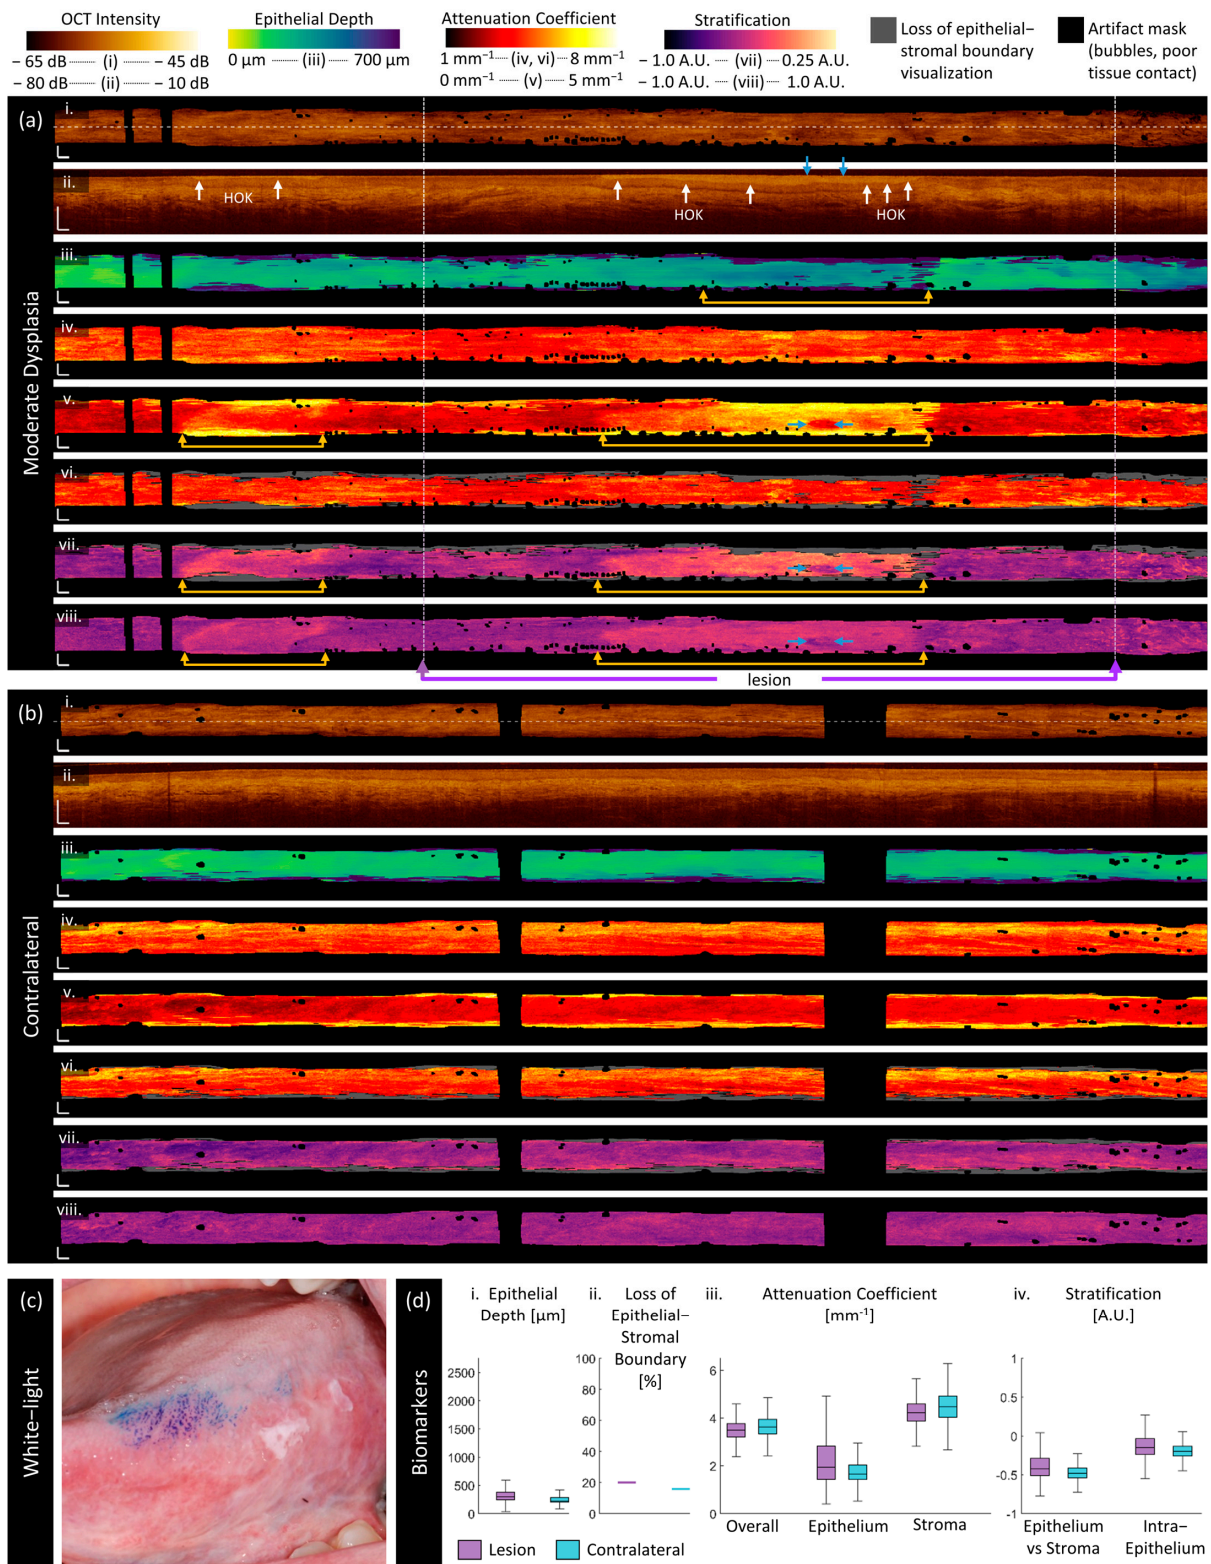 OCT Intensity
− 65 dB ······· (i) ······· − 45 dB
− 80 dB ······· (ii) ······· − 10 dB
Epithelial Depth
0 µm ······· (iii) ······ 700 µm
Attenuation Coefficient
1 mm⁻¹ ······ (iv, vi) ··· 8 mm⁻¹
0 mm⁻¹ ······· (v) ······· 5 mm⁻¹
Stratification
− 1.0 A.U. ······ (vii) ····· 0.25 A.U.
− 1.0 A.U. ······ (viii) ····· 1.0 A.U.
Loss of epithelial–
stromal boundary
visualization
Artifact mask
(bubbles, poor
tissue contact)
(a)
Moderate Dysplasia
i.
ii.
HOK
HOK
HOK
iii.
iv.
v.
vi.
vii.
viii.
lesion
(b)
Contralateral
i.
ii.
iii.
iv.
v.
vi.
vii.
viii.
(c)
White–light
(d)
Biomarkers
i. Epithelial
Depth [µm]
2500
2000
1500
1000
500
0
ii. Loss of
Epithelial–
Stromal
Boundary
[%]
100
80
60
40
20
0
iii. Attenuation Coefficient
[mm⁻¹]
6
4
2
0
Overall
Epithelium
Stroma
iv. Stratification
[A.U.]
1
0.5
0
-0.5
-1
Epithelium
vs Stroma
Intra–
Epithelium
Lesion
Contralateral